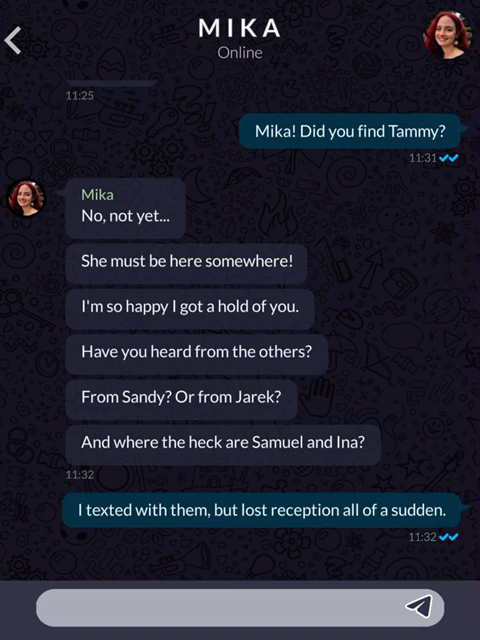 MIKA
Online
11:25
Mika! Did you find Tammy?
11:31
Mika
No, not yet...
She must be here somewhere!
I'm so happy I got a hold of you.
Have you heard from the others?
From Sandy? Or from Jarek?
And where the heck are Samuel and Ina?
11:32
I texted with them, but lost reception all of a sudden.
11:32